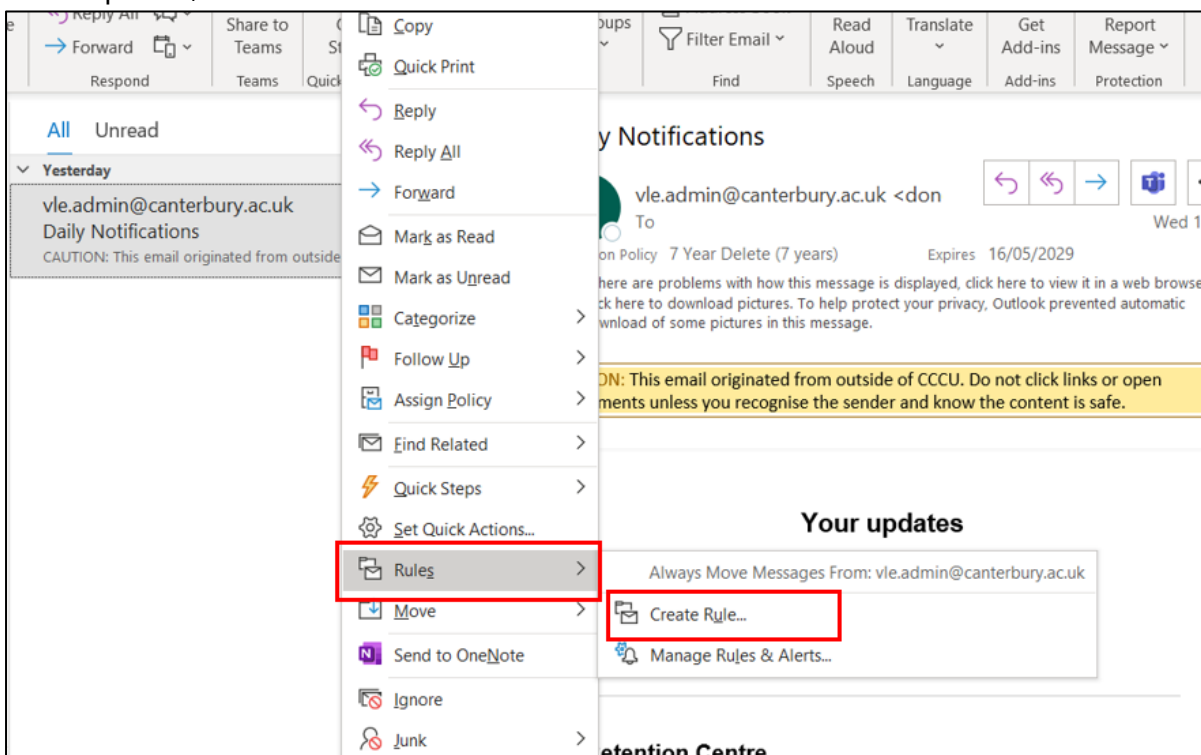 Reply All
Share to
oups
Read
Translate
Get
Report
Forward
Teams
Filter Email
Aloud
Add-ins
Message
Respond
Teams
Quick
Find
Speech
Language
Add-ins
Protection
All Unread
Yesterday
vle.admin@canterbury.ac.uk
Daily Notifications
CAUTION: This email originated from outside
Copy
Quick Print
Reply
Reply All
Forward
Mark as Read
Mark as Unread
Categorize
Follow Up
Assign Policy
Find Related
Quick Steps
Set Quick Actions...
Rules
Move
Send to OneNote
Ignore
Junk
y Notifications
vle.admin@canterbury.ac.uk <don
To
Wed 1
on Policy 7 Year Delete (7 years) Expires 16/05/2029
here are problems with how this message is displayed, click here to view it in a web browse
ck here to download pictures. To help protect your privacy, Outlook prevented automatic
wnload of some pictures in this message.
ON: This email originated from outside of CCCU. Do not click links or open
ments unless you recognise the sender and know the content is safe.
Your updates
Always Move Messages From: vle.admin@canterbury.ac.uk
Create Rule...
Manage Rules & Alerts...
etention Centre